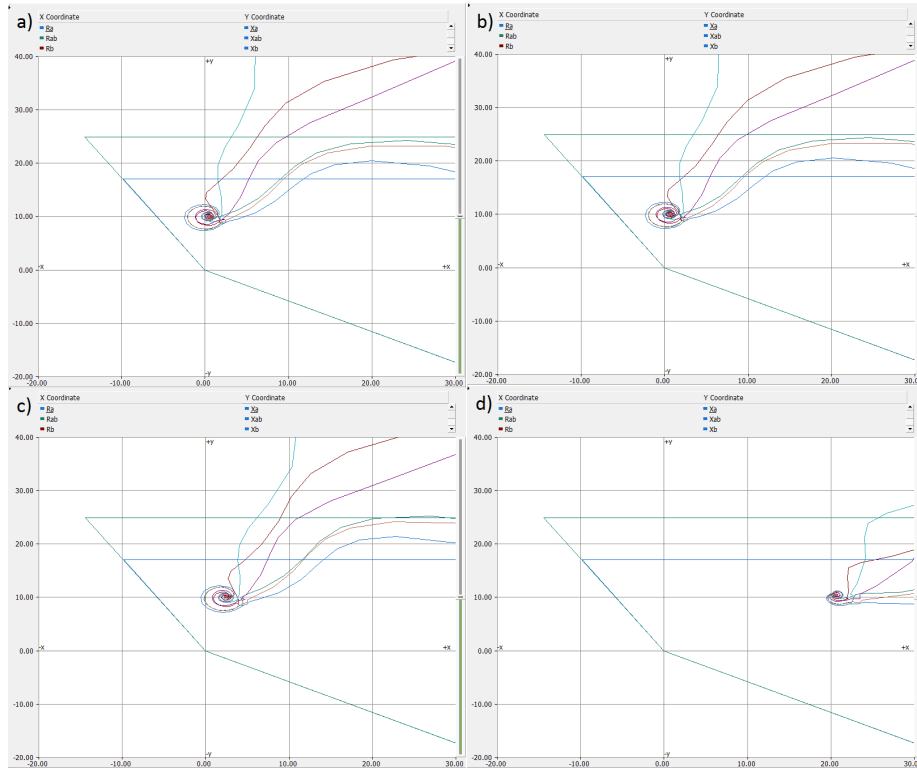 a)
X Coordinate Y Coordinate
Ra Xa
Rab Xab
Rb Xb
40.00
+y
30.00
20.00
10.00
0.00
-x +x
-10.00
-y
-20.00
-20.00 -10.00 0.00 10.00 20.00 30.00
b)
X Coordinate Y Coordinate
Ra Xa
Rab Xab
Rb Xb
40.00
+y
30.00
20.00
10.00
0.00
-x +x
-10.00
-y
-20.00
-20.00 -10.00 0.00 10.00 20.00 30.00
c)
X Coordinate Y Coordinate
Ra Xa
Rab Xab
Rb Xb
40.00
+y
30.00
20.00
10.00
0.00
-x +x
-10.00
-y
-20.00
-20.00 -10.00 0.00 10.00 20.00 30.00
d)
X Coordinate Y Coordinate
Ra Xa
Rab Xab
Rb Xb
40.00
+y
30.00
20.00
10.00
0.00
-x +x
-10.00
-y
-20.00
-20.00 -10.00 0.00 10.00 20.00 30.00